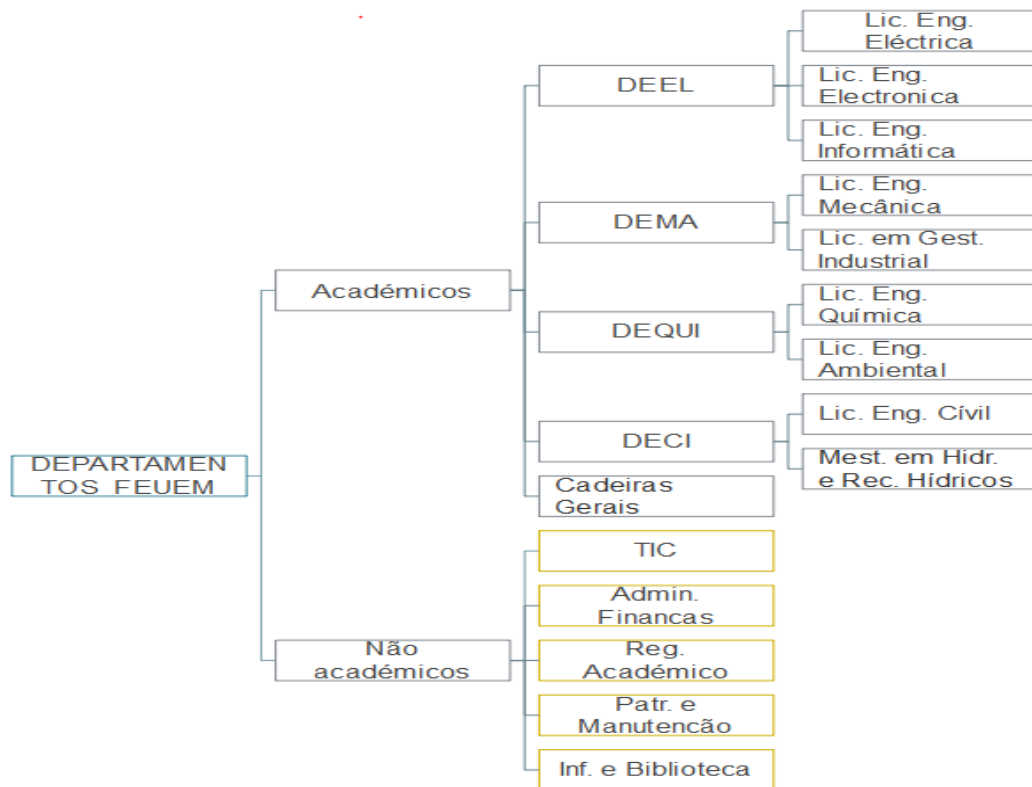 Lic. Eng.
Eléctrica
DEEL
Lic. Eng.
Electronica
Lic. Eng.
Informática
Lic. Eng.
Mecânica
DEMA
Lic. em Gest.
Industrial
Académicos
Lic. Eng.
Química
DEQUI
Lic. Eng.
Ambiental
Lic. Eng. Cívil
DECI
Mest. em Hidr.
e Rec. Hídricos
DEPARTAMEN
TOS FEUEM
Cadeiras
Gerais
TIC
Admin.
Financas
Não
académicos
Reg.
Académico
Patr. e
Manutencão
Inf. e Biblioteca